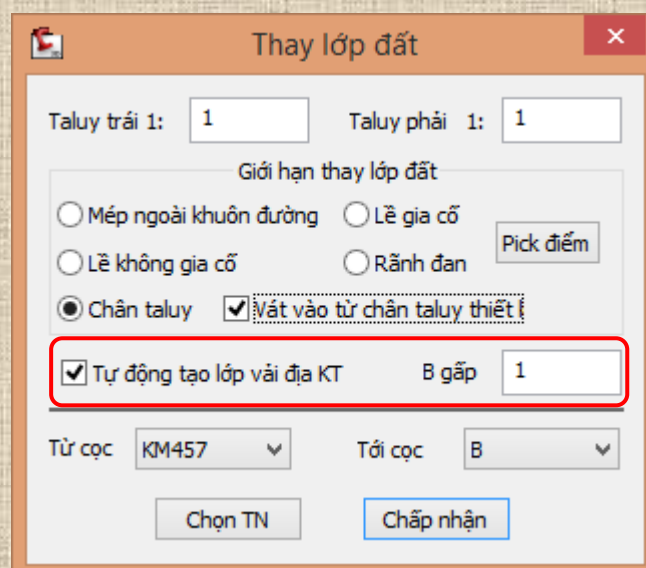 Thay lớp đất
Taluy trái 1: 1 Taluy phải 1: 1
Giới hạn thay lớp đất
Mép ngoài khuôn đường Lề gia cố
Pick điểm
Lề không gia cố Rãnh đan
Chân taluy Vát vào từ chân taluy thiết
Tự động tạo lớp vải địa KT B gấp 1
Từ cọc KM457 Tới cọc B
Chọn TN Chấp nhận